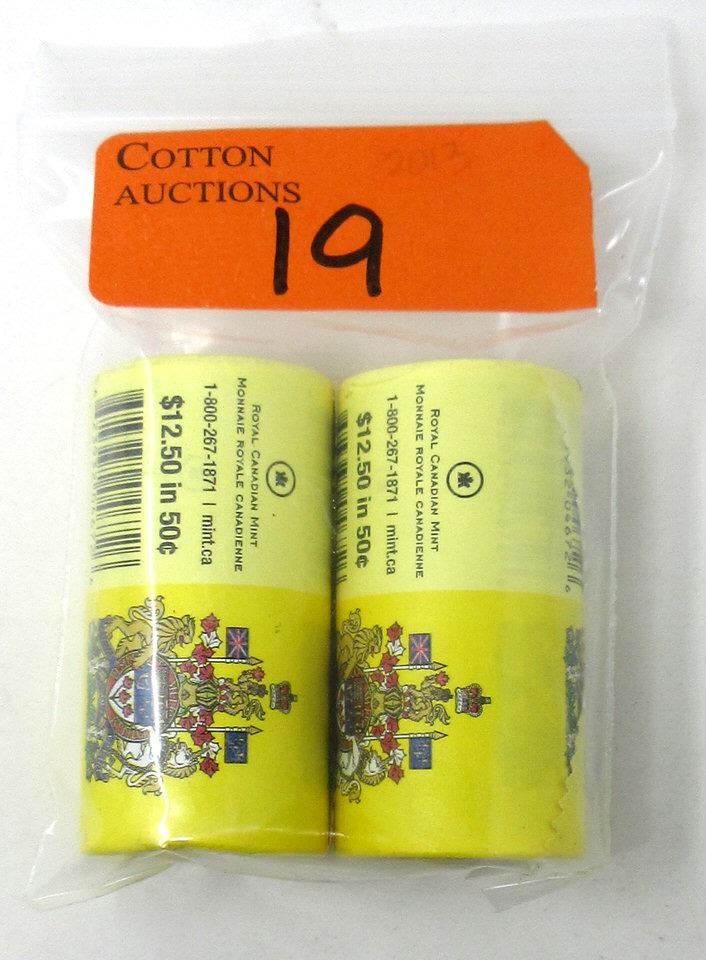 COTTON
AUCTIONS
2013
19
ROYAL CANADIAN MINT
MONNAIE ROYALE CANADIENNE
1-800-267-1871 | mint.ca
$12.50 in 50¢
ROYAL CANADIAN MINT
MONNAIE ROYALE CANADIENNE
1-800-267-1871 | mint.ca
$12.50 in 50¢